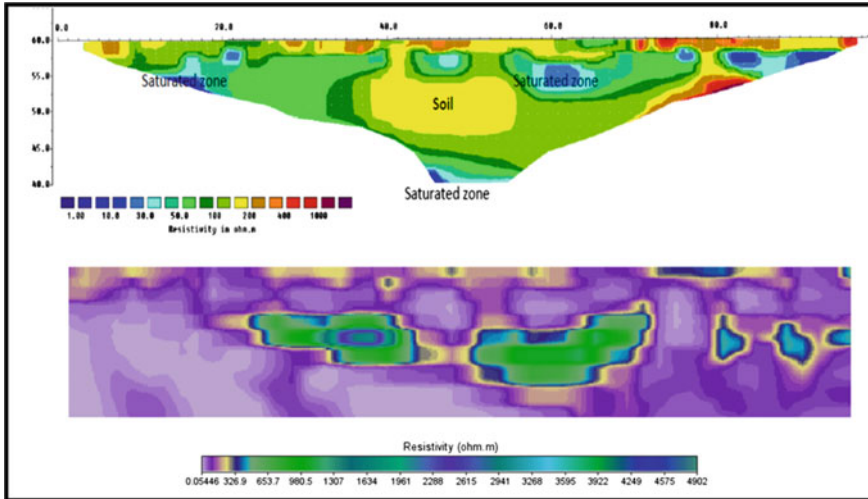 0.0 20.0 40.0 60.0 80.0
60.0
55.0
50.0
45.0
40.0
Saturated zone Saturated zone
Soil
Saturated zone
1.00 10.0 30.0 50.0 100 200 400 1000
Resistivity in ohm.m
Resistivity (ohm.m)
0.05446 326.9 653.7 980.5 1307 1634 1961 2288 2615 2941 3268 3595 3922 4249 4575 4902